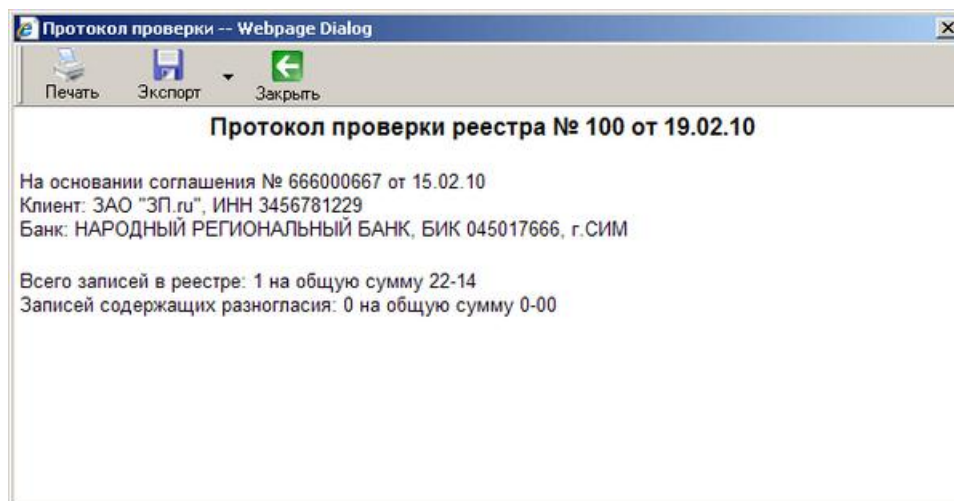 Протокол проверки -- Webpage Dialog
Печать Экспорт Закрыть
Протокол проверки реестра № 100 от 19.02.10
На основании соглашения № 666000667 от 15.02.10
Клиент: ЗАО "ЗП.ru", ИНН 3456781229
Банк: НАРОДНЫЙ РЕГИОНАЛЬНЫЙ БАНК, БИК 045017666, г.СИМ
Всего записей в реестре: 1 на общую сумму 22-14
Записей содержащих разногласия: 0 на общую сумму 0-00